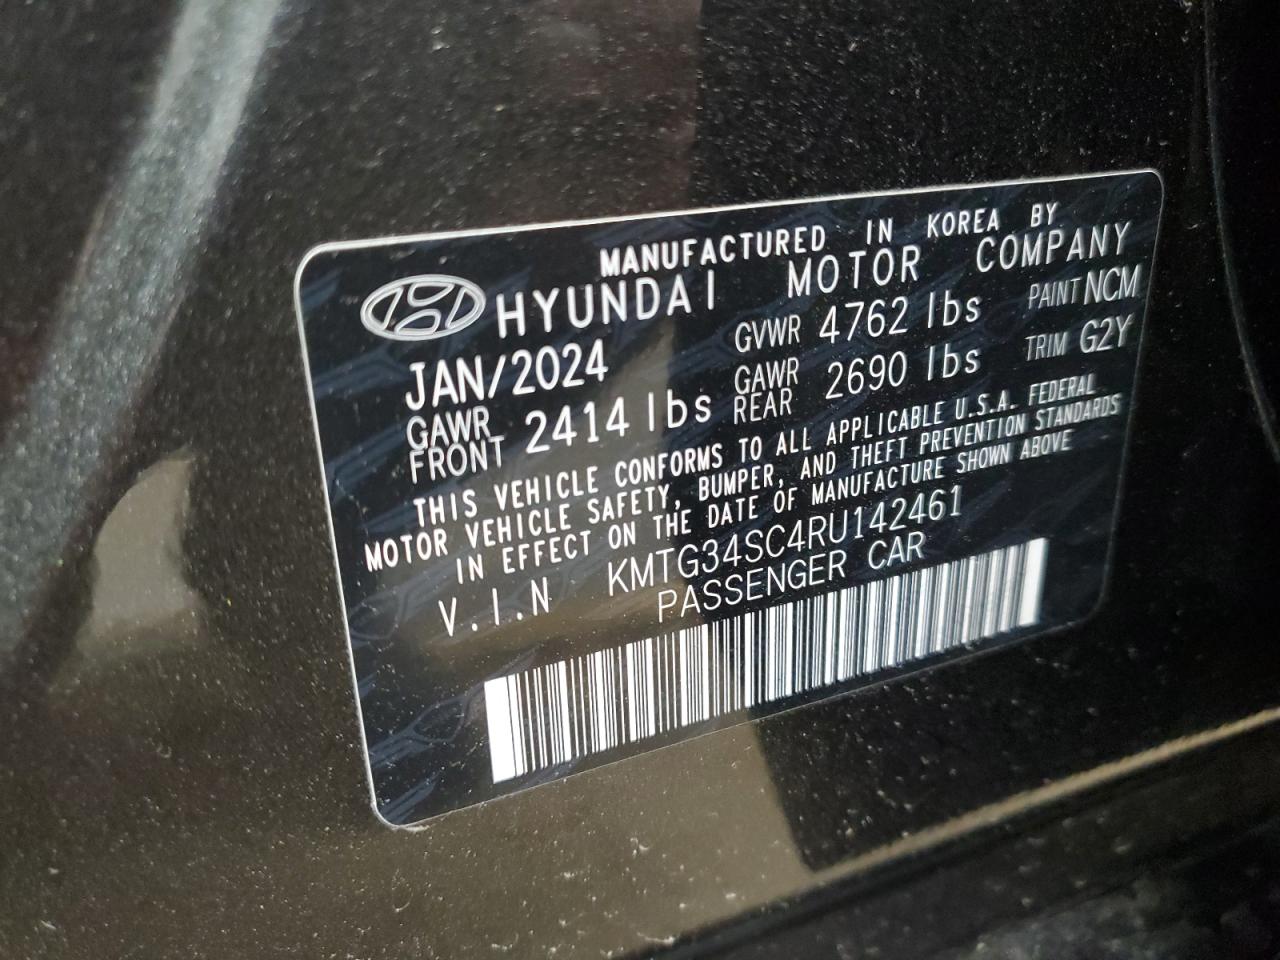 MANUFACTURED IN KOREA BY
HYUNDAI MOTOR COMPANY
JAN/2024 GVWR 4762 lbs PAINT NCM
GAWR FRONT 2414 lbs GAWR REAR 2690 lbs TRIM G2Y
THIS VEHICLE CONFORMS TO ALL APPLICABLE U.S.A. FEDERAL
MOTOR VEHICLE SAFETY, BUMPER, AND THEFT PREVENTION STANDARDS
IN EFFECT ON THE DATE OF MANUFACTURE SHOWN ABOVE
V.I.N KMTG34SC4RU142461
PASSENGER CAR